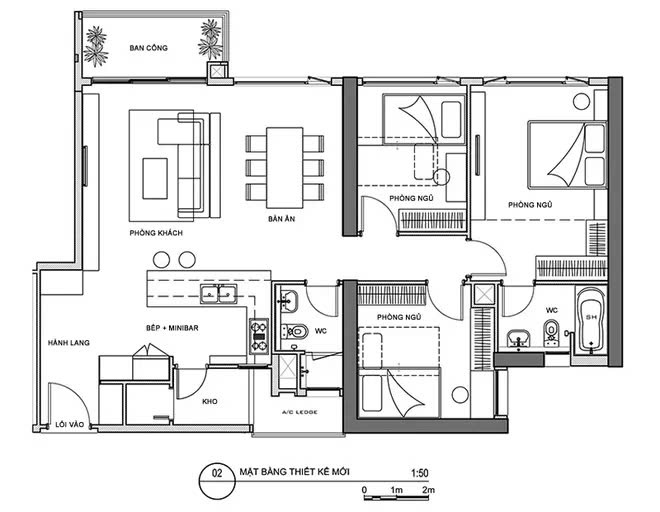 BAN CÔNG
PHÒNG KHÁCH
BÀN ĂN
PHÒNG NGỦ
PHÒNG NGỦ
PHÒNG NGỦ
BẾP + MINIBAR
WC
WC
SH
HÀNH LANG
KHO
LỐI VÀO
A/C LEDGE
02 MẶT BẰNG THIẾT KẾ MỚI 1:50
0 1m 2m